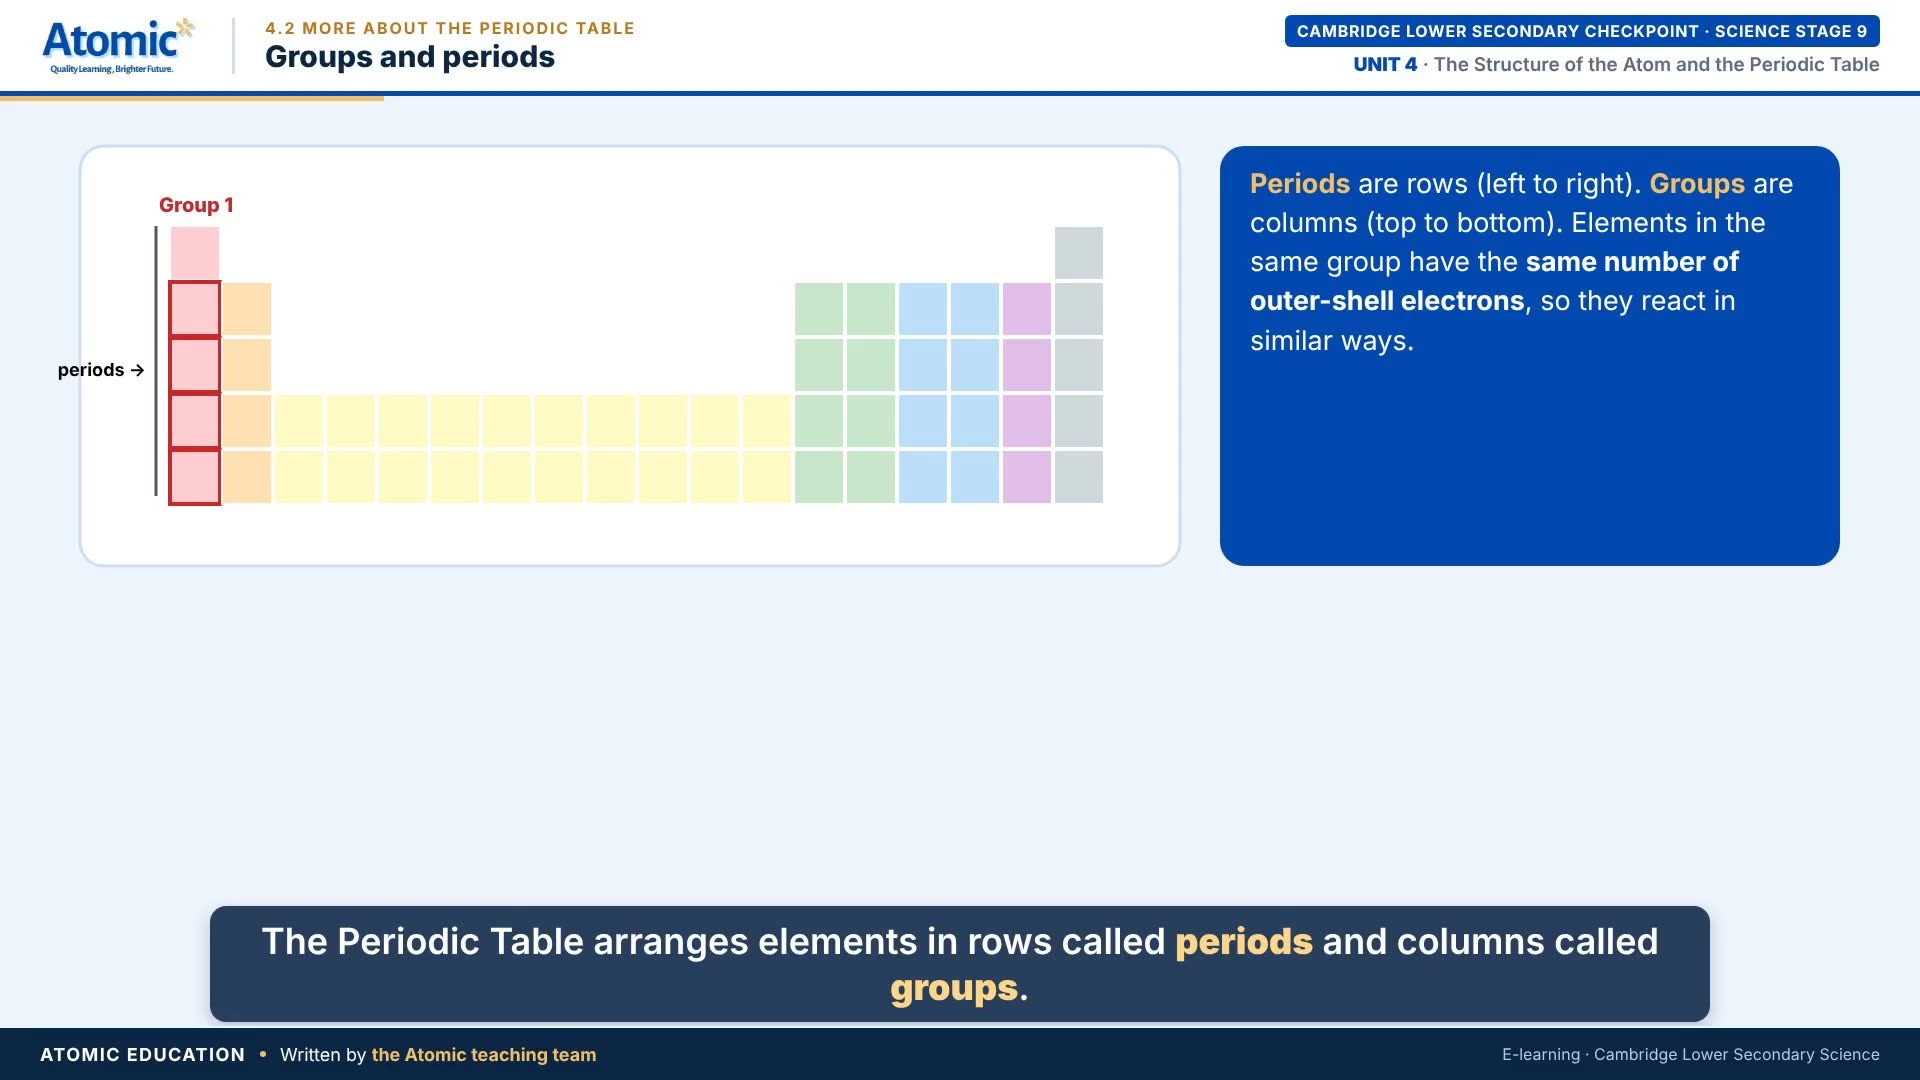 Atomic
Quality Learning, Brighter Future.
4.2 MORE ABOUT THE PERIODIC TABLE
Groups and periods
CAMBRIDGE LOWER SECONDARY CHECKPOINT · SCIENCE STAGE 9
UNIT 4 · The Structure of the Atom and the Periodic Table
Group 1
periods →
Periods are rows (left to right). Groups are
columns (top to bottom). Elements in the
same group have the same number of
outer-shell electrons, so they react in
similar ways.
The Periodic Table arranges elements in rows called periods and columns called
groups.
ATOMIC EDUCATION • Written by the Atomic teaching team
E-learning · Cambridge Lower Secondary Science